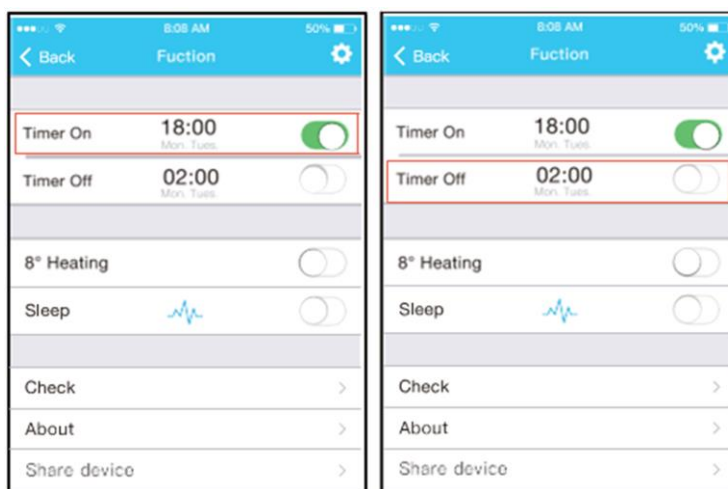 8:08 AM 50%
Back Fuction
Timer On 18:00
Mon. Tues.
Timer Off 02:00
Mon. Tues.
8° Heating
Sleep
Check
About
Share device
8:08 AM 50%
Back Fuction
Timer On 18:00
Mon. Tues.
Timer Off 02:00
Mon. Tues.
8° Heating
Sleep
Check
About
Share device